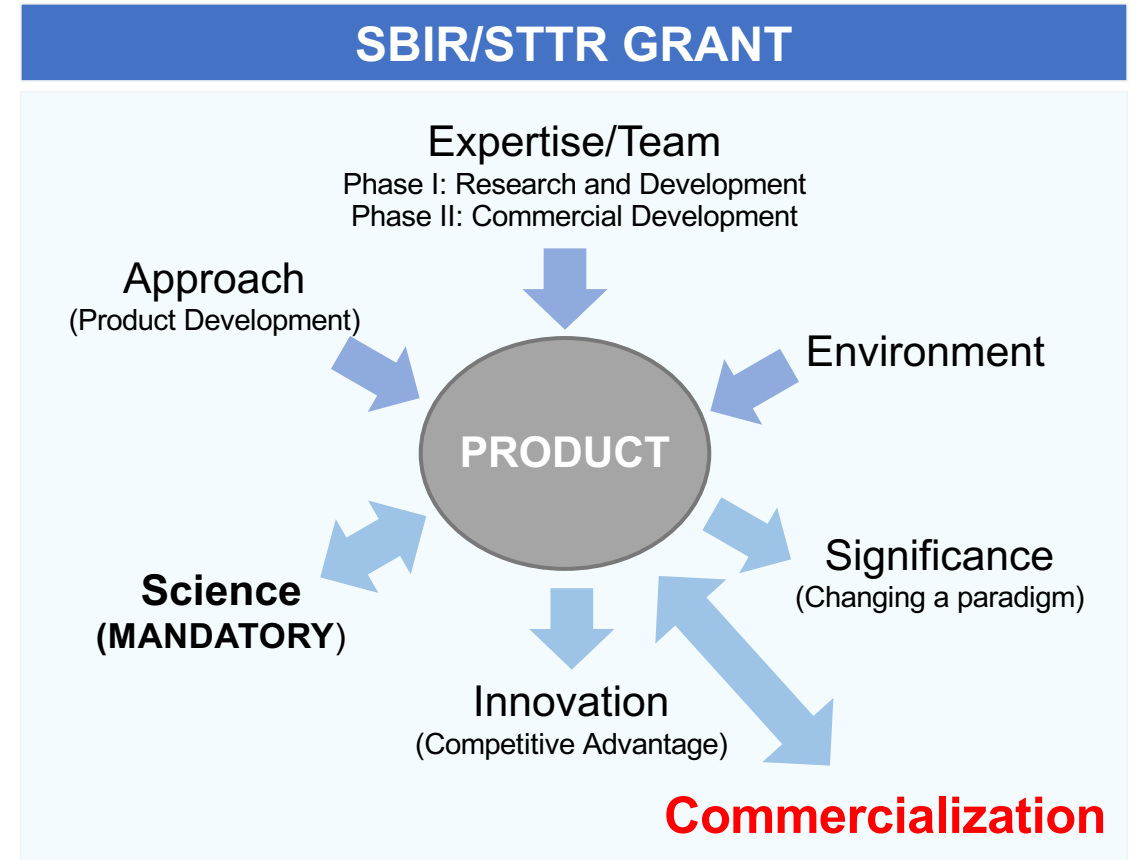 SBIR/STTR GRANT
Expertise/Team
Phase I: Research and Development
Phase II: Commercial Development
Approach
(Product Development)
Environment
PRODUCT
Science
(MANDATORY)
Significance
(Changing a paradigm)
Innovation
(Competitive Advantage)
Commercialization